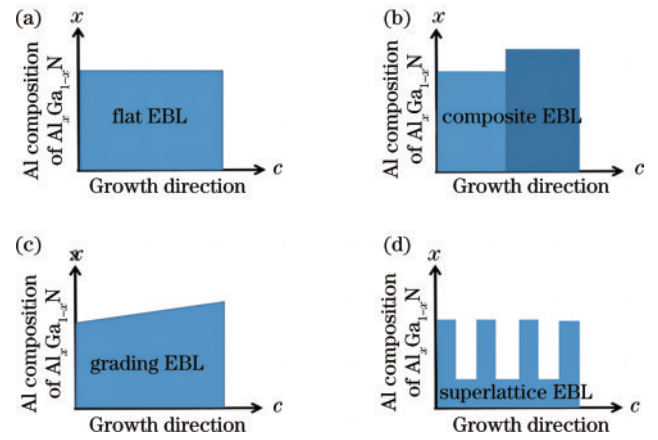 (a)
x
Al composition
of AlxGa1−xN
flat EBL
c
Growth direction
(b)
x
Al composition
of AlxGa1−xN
composite EBL
c
Growth direction
(c)
x
Al composition
of AlxGa1−xN
grading EBL
c
Growth direction
(d)
x
Al composition
of AlxGa1−xN
superlattice EBL
c
Growth direction